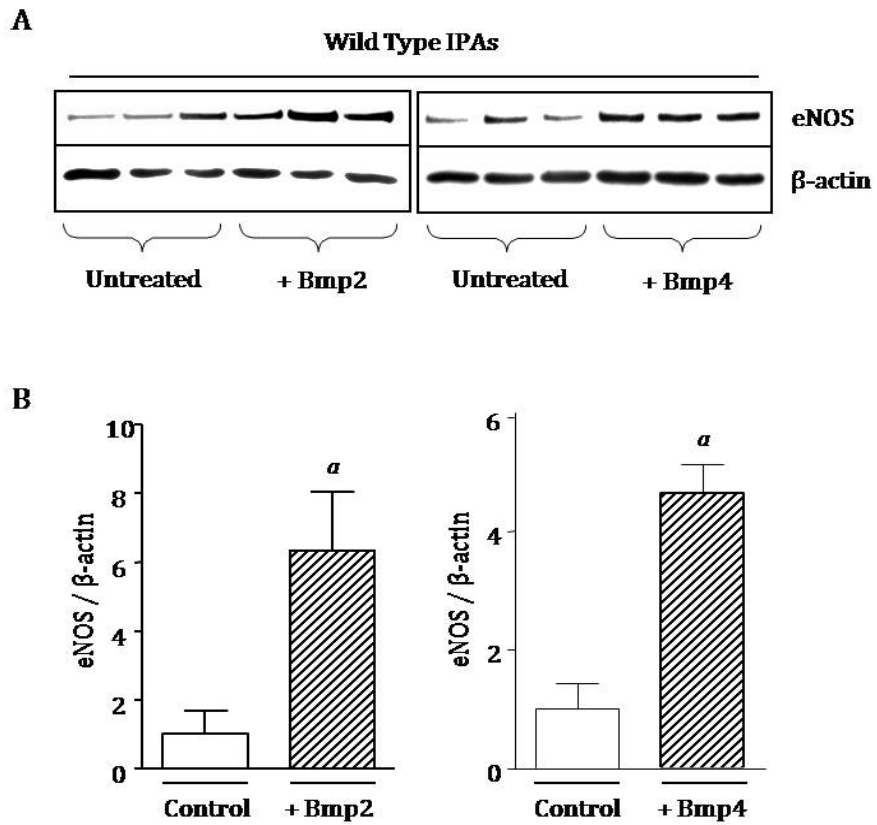 A
Wild Type IPAs
eNOS
β-actin
Untreated
+ Bmp2
Untreated
+ Bmp4
B
eNOS / β-actin
10
8
6
4
2
0
a
Control
+ Bmp2
eNOS / β-actin
6
4
2
0
a
Control
+ Bmp4